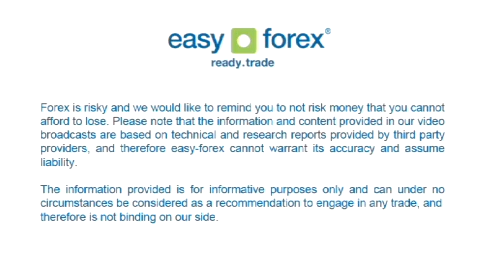 easy forex®
ready.trade
Forex is risky and we would like to remind you to not risk money that you cannot
afford to lose. Please note that the information and content provided in our video
broadcasts are based on technical and research reports provided by third party
providers, and therefore easy-forex cannot warrant its accuracy and assume
liability.
The information provided is for informative purposes only and can under no
circumstances be considered as a recommendation to engage in any trade, and
therefore is not binding on our side.